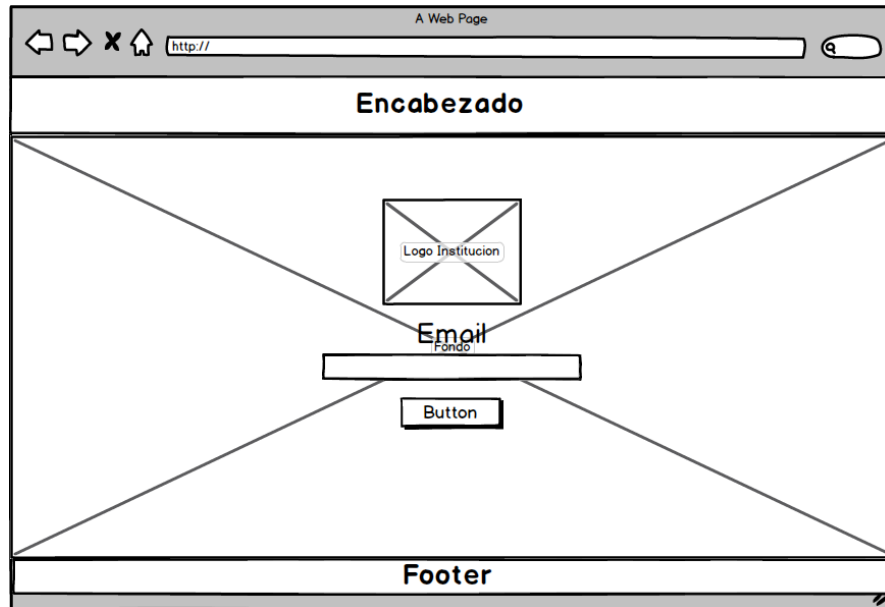 A Web Page
http://
Encabezado
Logo Institucion
Email
Fondo
Button
Footer